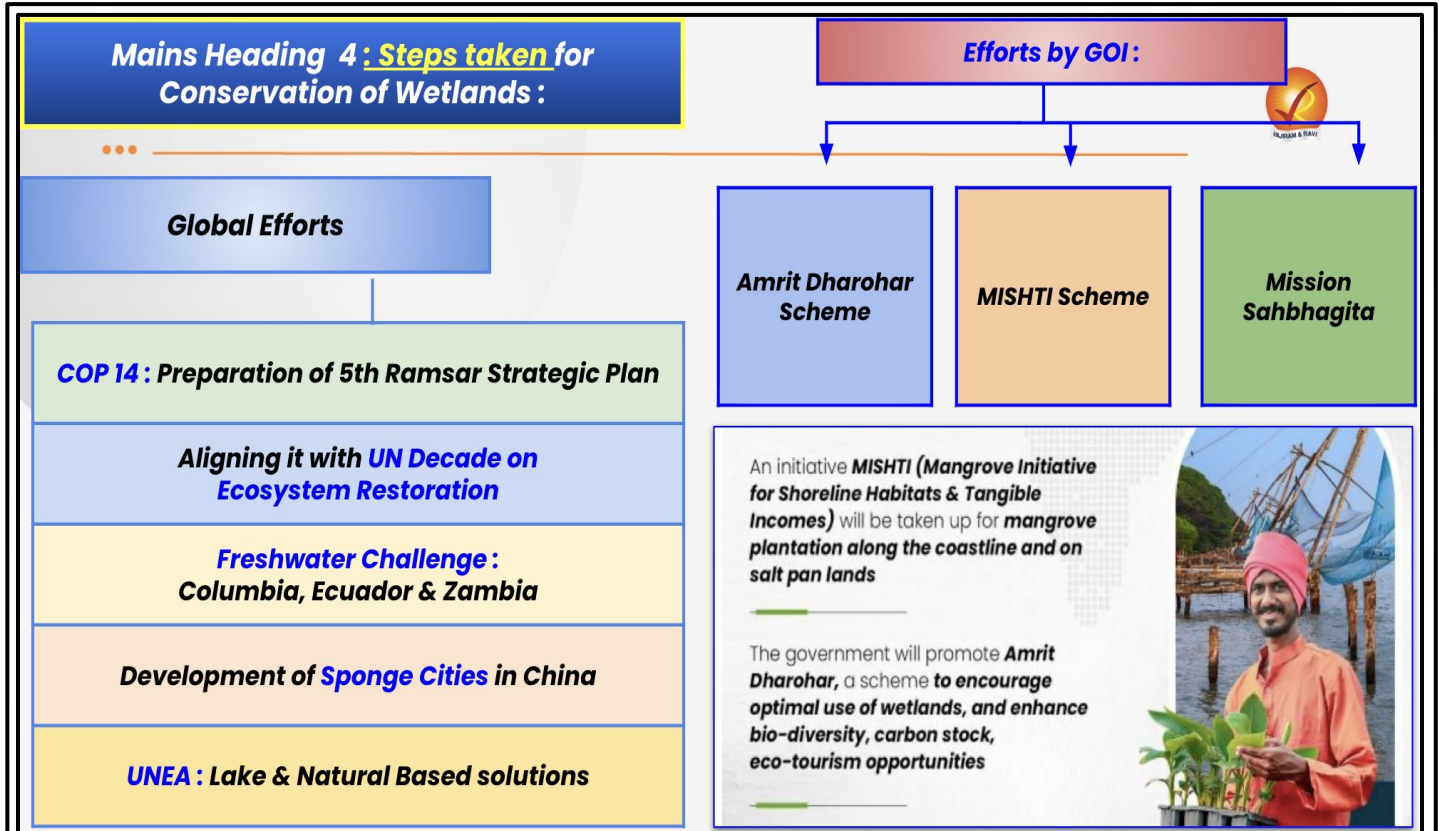 Mains Heading 4 : Steps taken for
Conservation of Wetlands :
Efforts by GOI :
VAJIRAM & RAVI
Global Efforts
COP 14 : Preparation of 5th Ramsar Strategic Plan
Aligning it with UN Decade on
Ecosystem Restoration
Freshwater Challenge :
Columbia, Ecuador & Zambia
Development of Sponge Cities in China
UNEA : Lake & Natural Based solutions
Amrit Dharohar
Scheme
MISHTI Scheme
Mission
Sahbhagita
An initiative MISHTI (Mangrove Initiative
for Shoreline Habitats & Tangible
Incomes) will be taken up for mangrove
plantation along the coastline and on
salt pan lands
The government will promote Amrit
Dharohar, a scheme to encourage
optimal use of wetlands, and enhance
bio-diversity, carbon stock,
eco-tourism opportunities